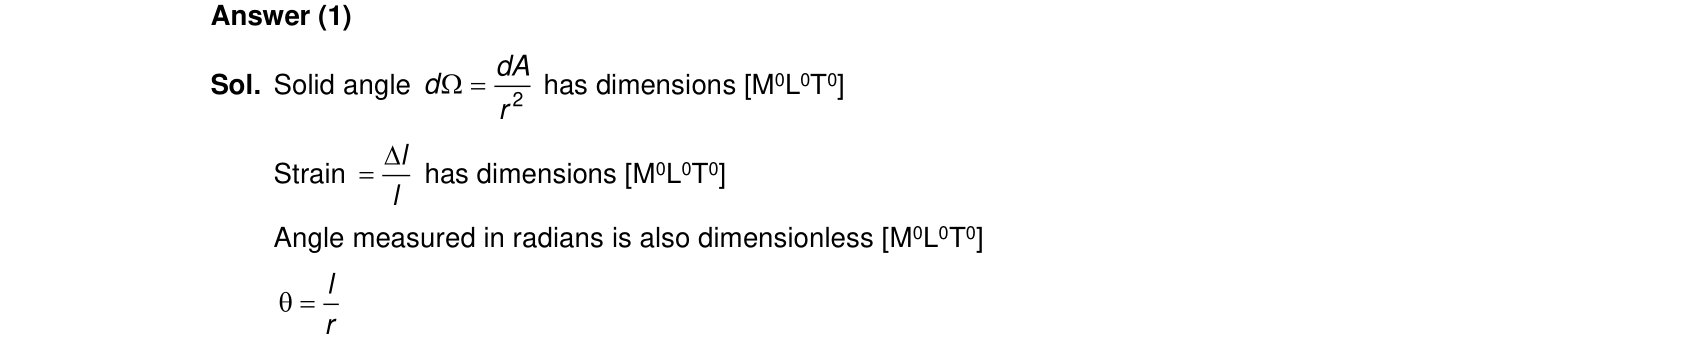 Answer (1)
Sol. Solid angle dΩ = dA/r² has dimensions [M⁰L⁰T⁰]
Strain = Δl/l has dimensions [M⁰L⁰T⁰]
Angle measured in radians is also dimensionless [M⁰L⁰T⁰]
θ = l/r